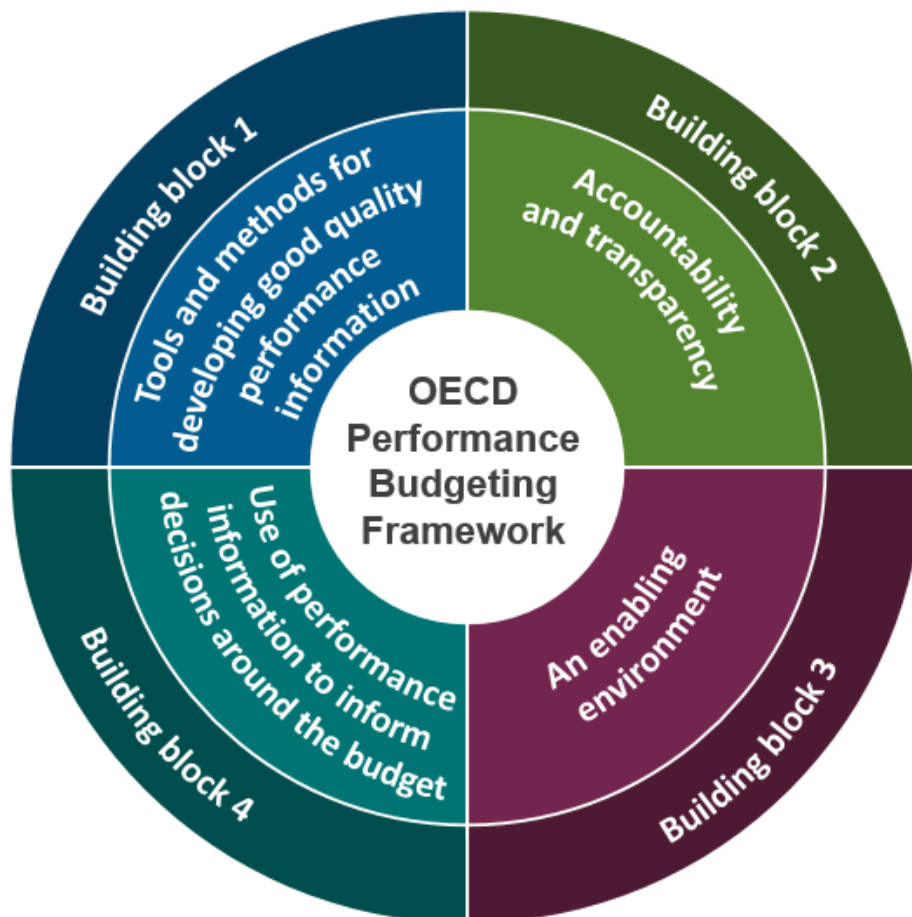 Building block 1
Tools and methods for
developing good quality
performance
information
Building block 2
Accountability
and transparency
OECD
Performance
Budgeting
Framework
An enabling
environment
Building block 3
Use of performance
information to inform
decisions around the budget
Building block 4